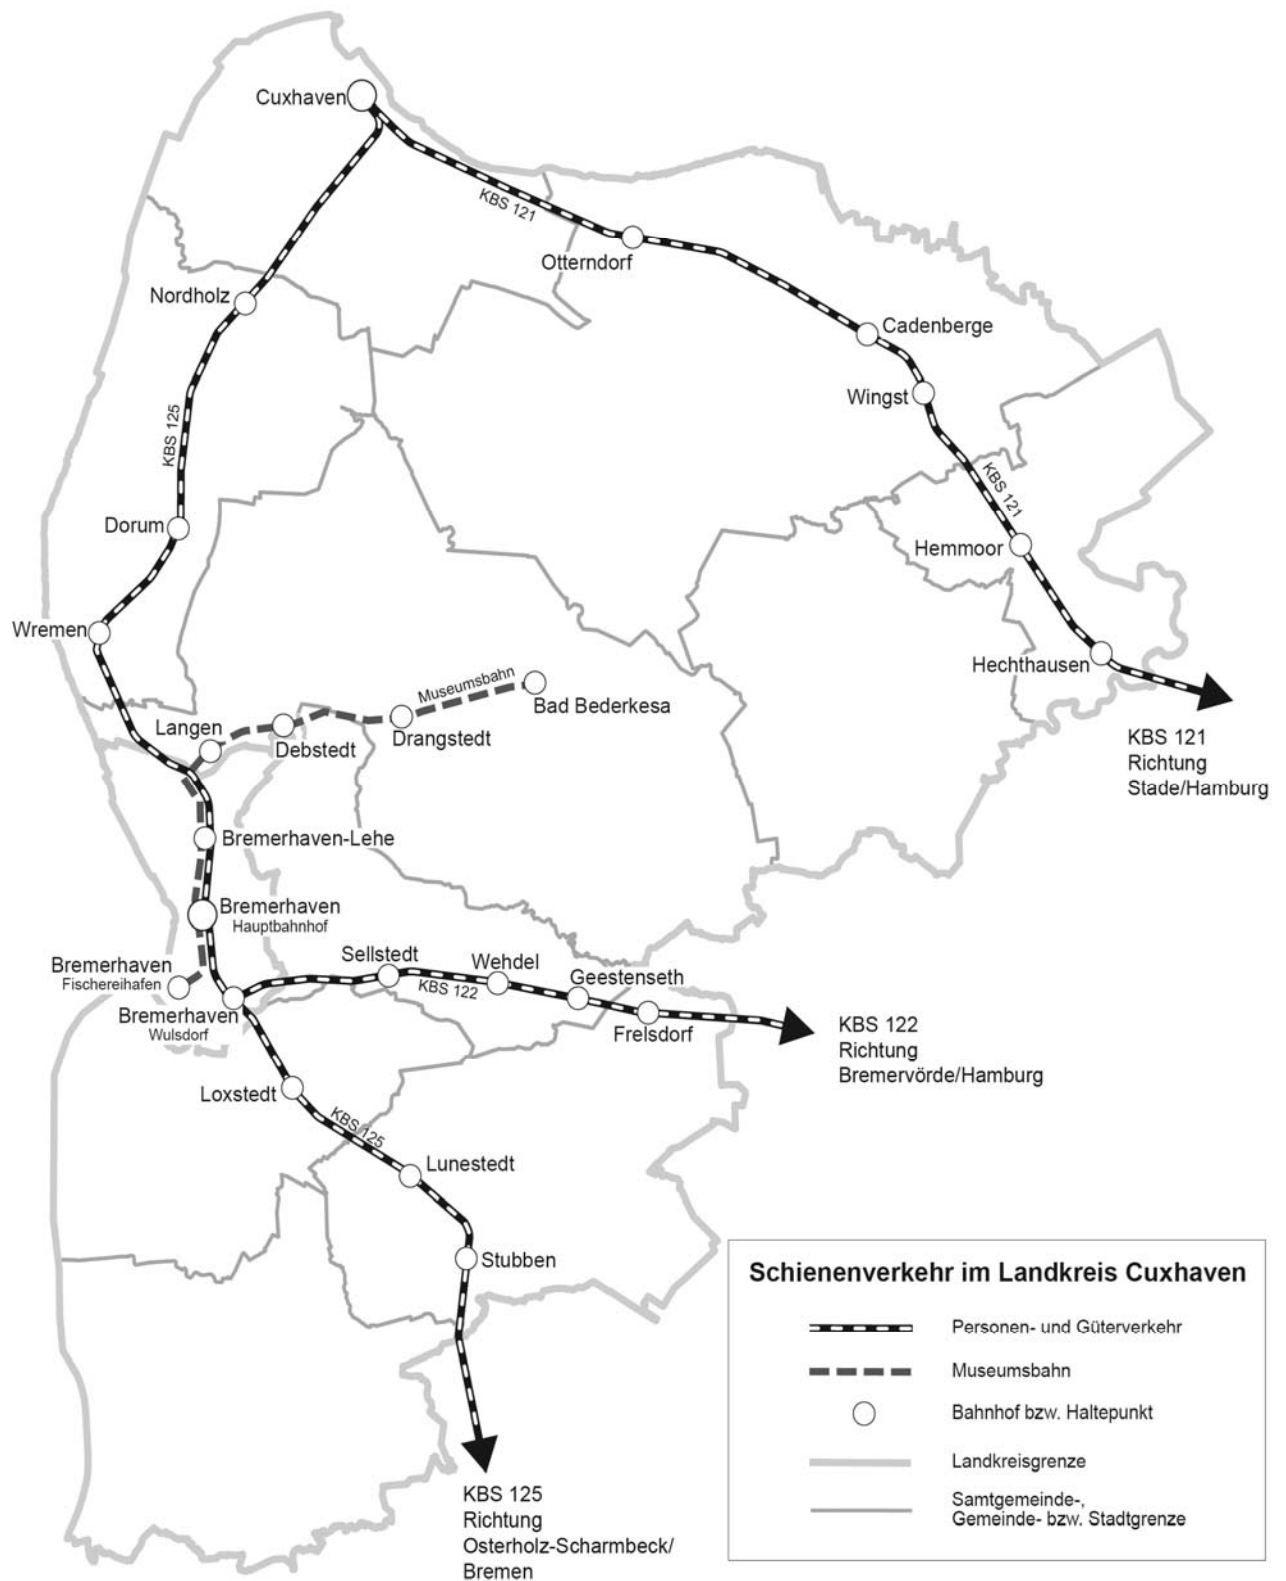 Cuxhaven
KBS 121
Otterndorf
Nordholz
Cadenberge
Wingst
KBS 125
KBS 121
Dorum
Hemmoor
Wremen
Hechthausen
Museumsbahn
Bad Bederkesa
Langen
Debstedt
Drangstedt
KBS 121
Richtung
Stade/Hamburg
Bremerhaven-Lehe
Bremerhaven
Hauptbahnhof
Sellstedt
Wehdel
Bremerhaven
Fischereihafen
Geestenseth
KBS 122
Bremerhaven
Wulsdorf
Frelsdorf
KBS 122
Richtung
Bremervörde/Hamburg
Loxstedt
KBS 125
Lunestedt
Stubben
KBS 125
Richtung
Osterholz-Scharmbeck/
Bremen
Schienenverkehr im Landkreis Cuxhaven
Personen- und Güterverkehr
Museumsbahn
Bahnhof bzw. Haltepunkt
Landkreisgrenze
Samtgemeinde-,
Gemeinde- bzw. Stadtgrenze